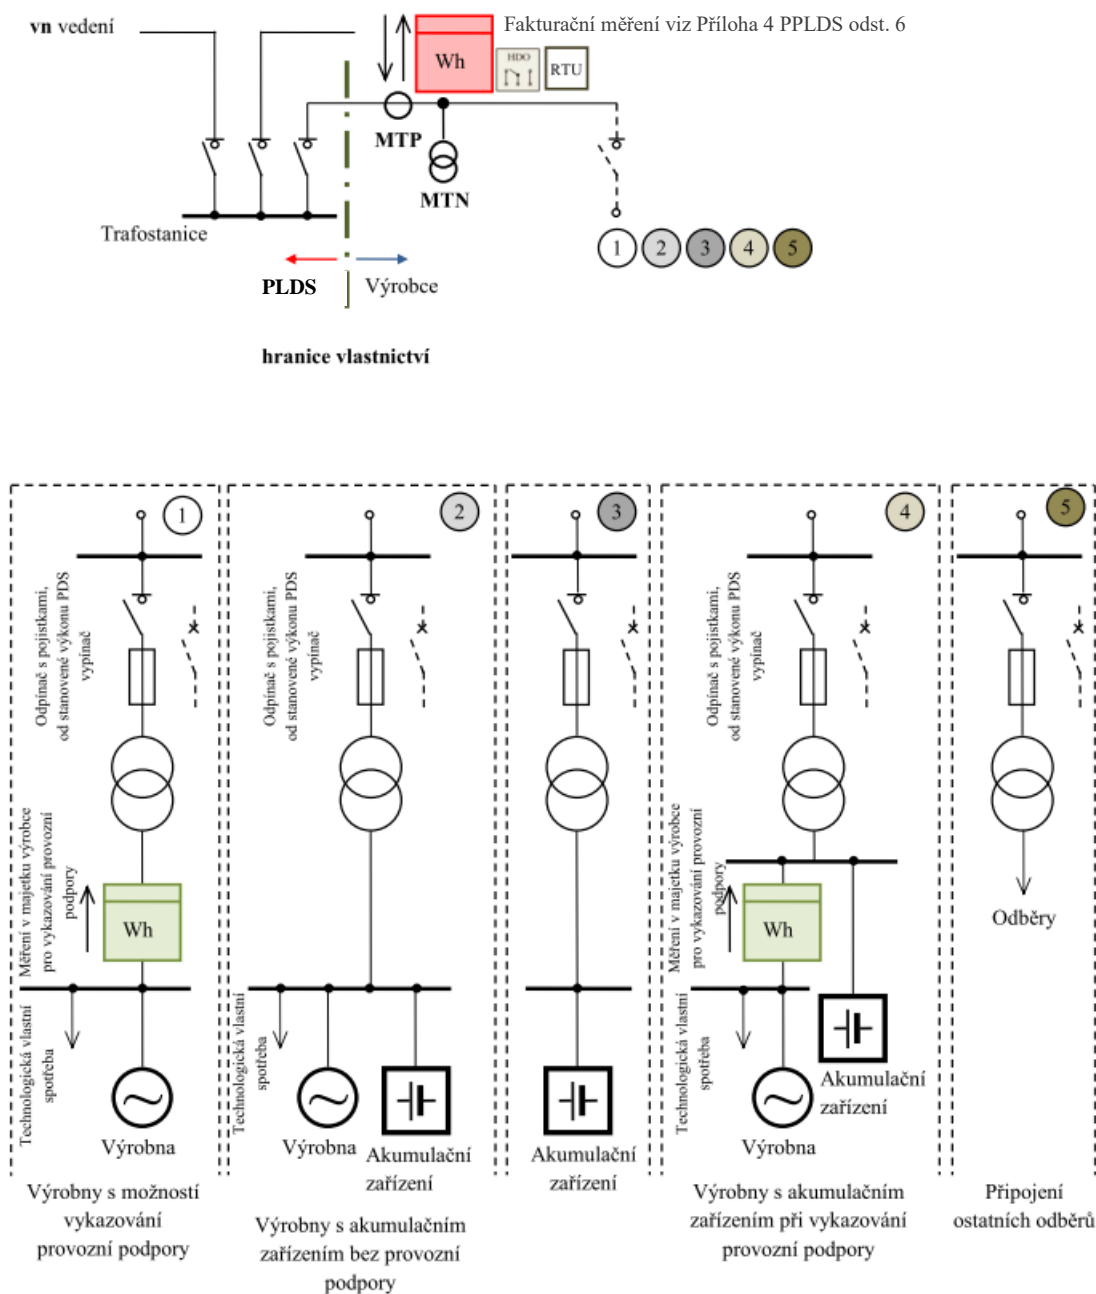 vn vedení
Fakturační měření viz Příloha 4 PPLDS odst. 6
Wh
HDO
RTU
MTP
MTN
Trafostanice
PLDS
Výrobce
1
2
3
4
5
hranice vlastnictví
1
Odpínač s pojistkami,
od stanovené výkonu PDS
vypínač
Měření v majetku výrobce
pro vykazování provozní
podpory
Wh
Technologická vlastní
spotřeba
Výrobna
Výrobny s možností
vykazování
provozní podpory
2
Odpínač s pojistkami,
od stanovené výkonu PDS
vypínač
Technologická vlastní
spotřeba
Výrobna
Akumulační
zařízení
Výrobny s akumulačním
zařízením bez provozní
podpory
3
Akumulační
zařízení
4
Odpínač s pojistkami,
od stanovené výkonu PDS
vypínač
Měření v majetku výrobce
pro vykazování provozní
podpory
Wh
Technologická vlastní
spotřeba
Výrobna
Akumulační
zařízení
Výrobny s akumulačním
zařízením při vykazování
provozní podpory
5
Odběry
Připojení
ostatních odběrů